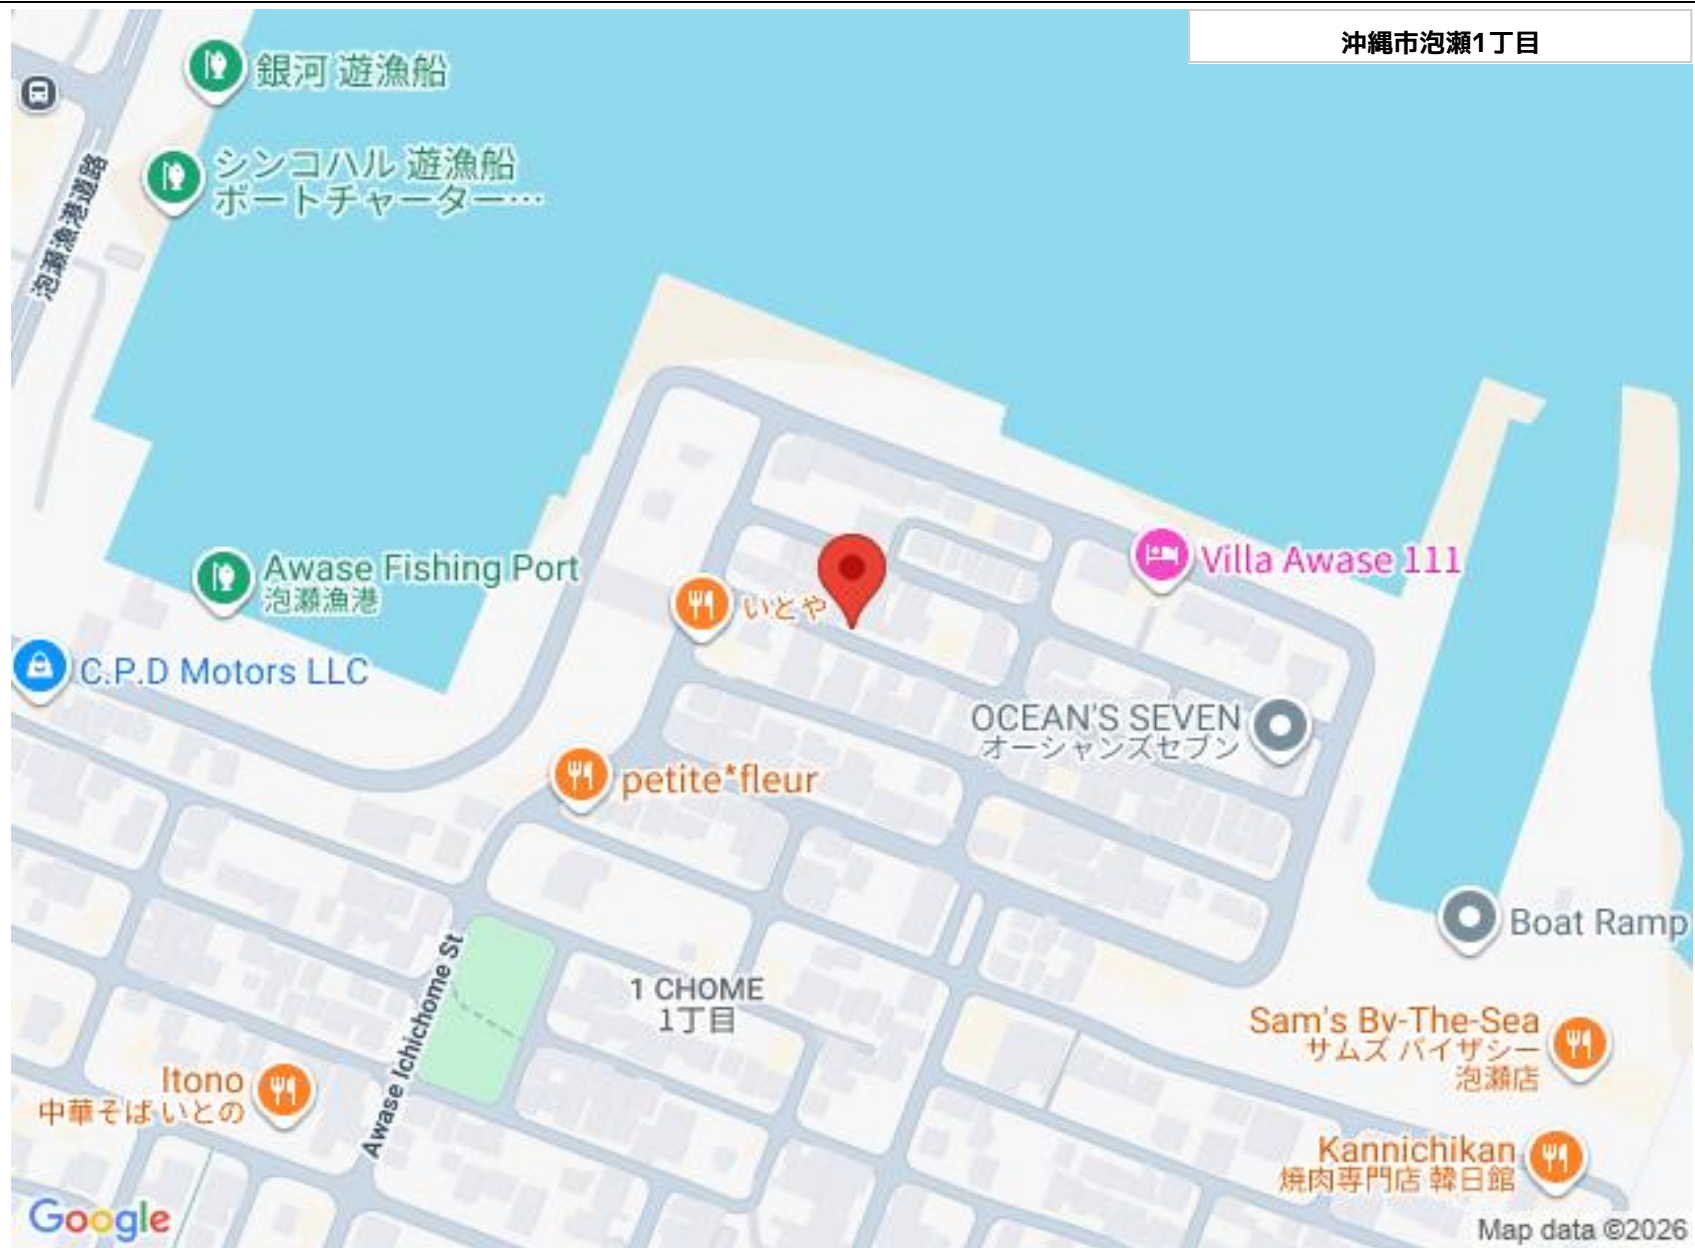 沖縄市泡瀬1丁目
銀河 遊漁船
シンコハル 遊漁船
ボートチャーター…
泡瀬漁港道路
Awase Fishing Port
泡瀬漁港
いとや
Villa Awase 111
C.P.D Motors LLC
OCEAN'S SEVEN
オーシャンズセブン
petite*fleur
Boat Ramp
Awase Ichichome St
1 CHOME
1丁目
Sam's By-The-Sea
サムズ バイザシー
泡瀬店
Itono
中華そば いとの
Kannichikan
焼肉専門店 韓日館
Google
Map data ©2026